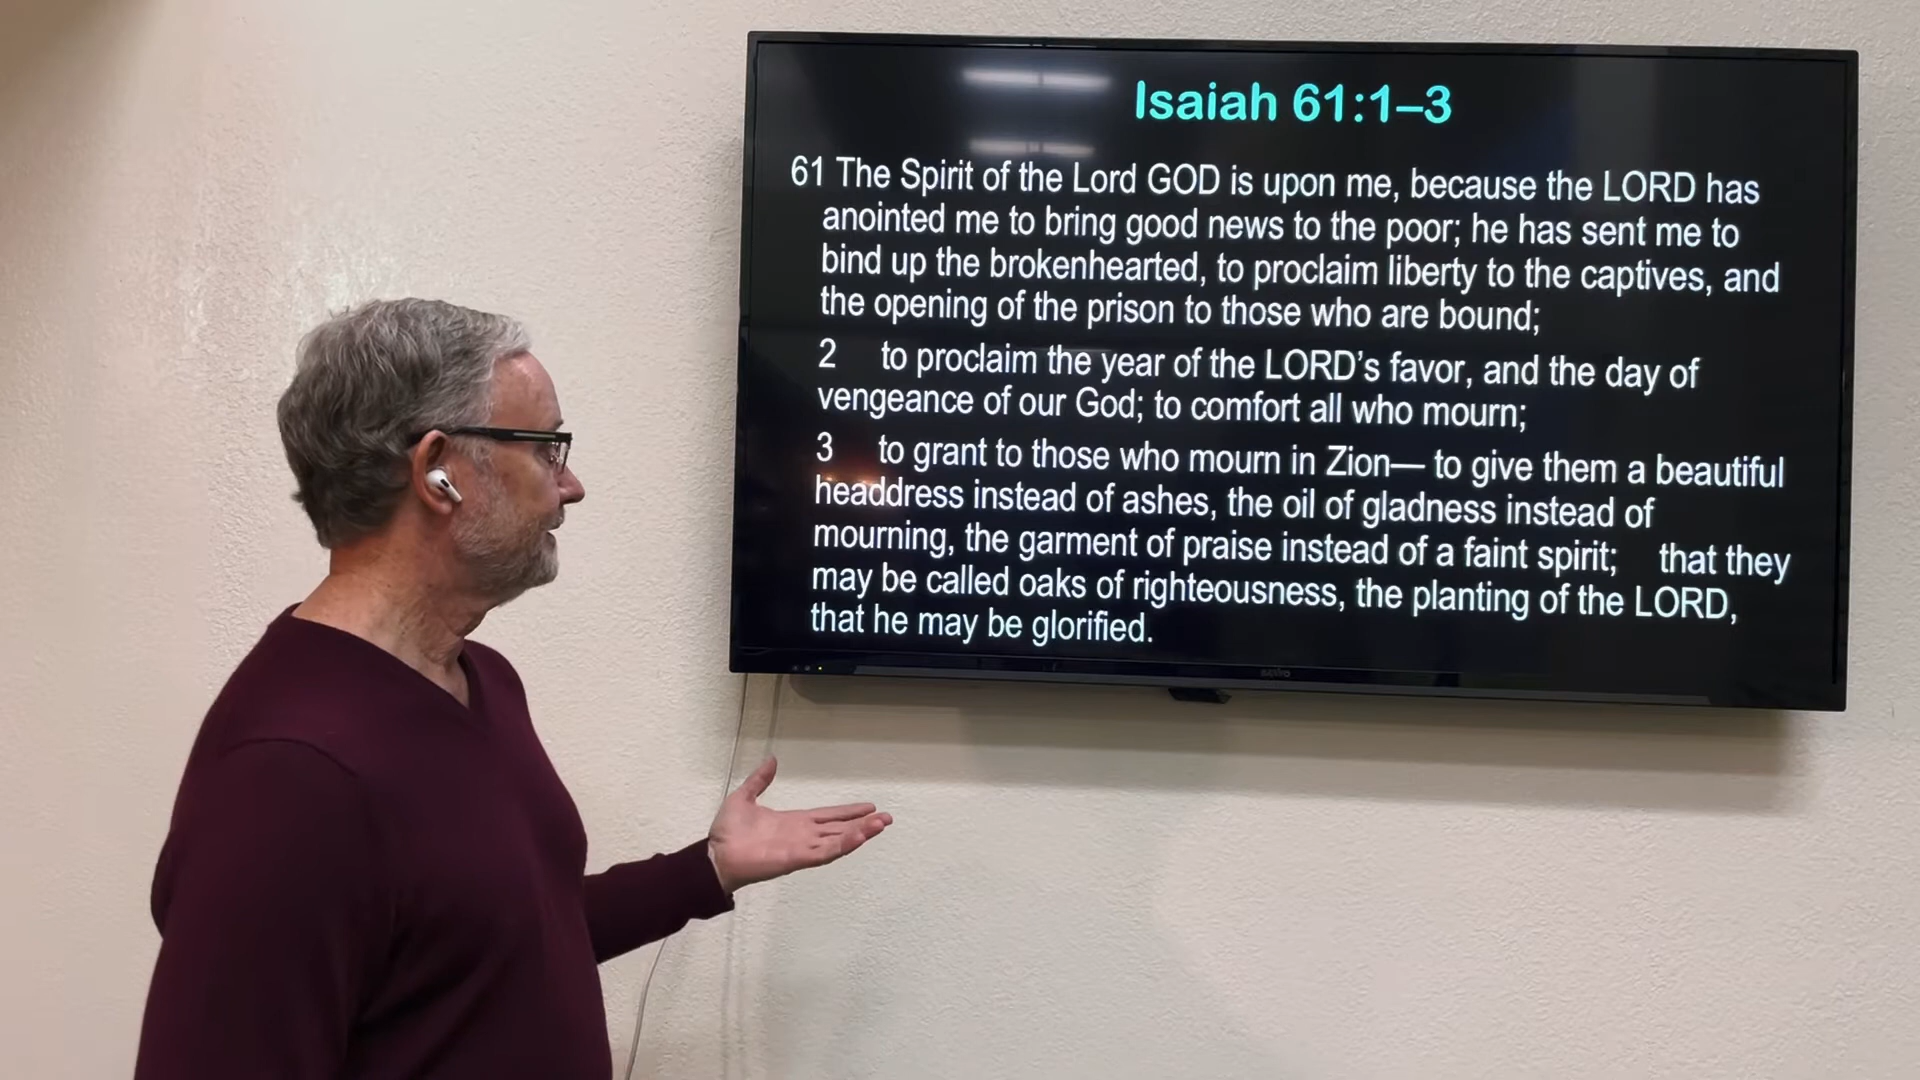 Isaiah 61:1–3
61 The Spirit of the Lord GOD is upon me, because the LORD has
anointed me to bring good news to the poor; he has sent me to
bind up the brokenhearted, to proclaim liberty to the captives, and
the opening of the prison to those who are bound;
2 to proclaim the year of the LORD’s favor, and the day of
vengeance of our God; to comfort all who mourn;
3 to grant to those who mourn in Zion— to give them a beautiful
headdress instead of ashes, the oil of gladness instead of
mourning, the garment of praise instead of a faint spirit; that they
may be called oaks of righteousness, the planting of the LORD,
that he may be glorified.